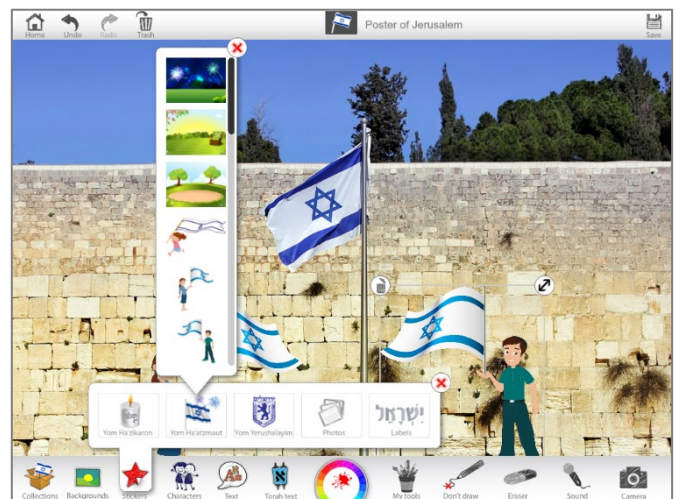 Home Undo Redo Trash Poster of Jerusalem Save
Yom Ha'zikaron Yom Ha'atzmaut Yom Yerushalayim Photos Labels
יִשְׂרָאֵל
Collections Backgrounds Stickers Characters Text Torah text My tools Don't draw Eraser Sound Camera